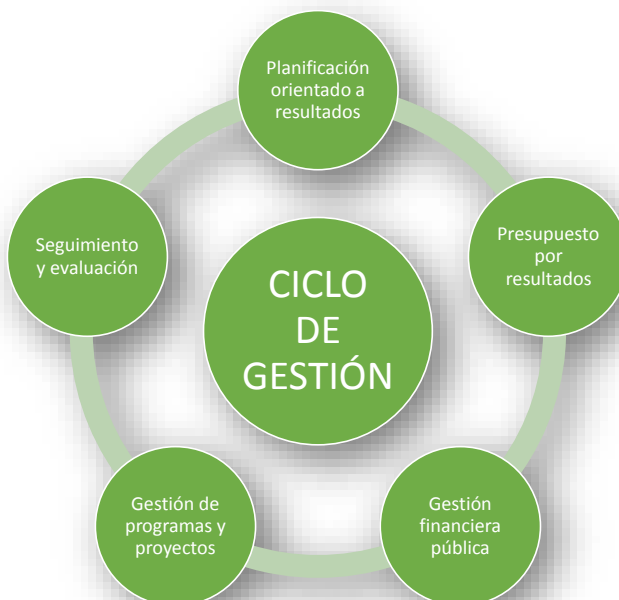 Planificación
orientado a
resultados
Presupuesto
por
resultados
Gestión
financiera
pública
Gestión de
programas y
proyectos
Seguimiento
y evaluación
CICLO
DE
GESTIÓN